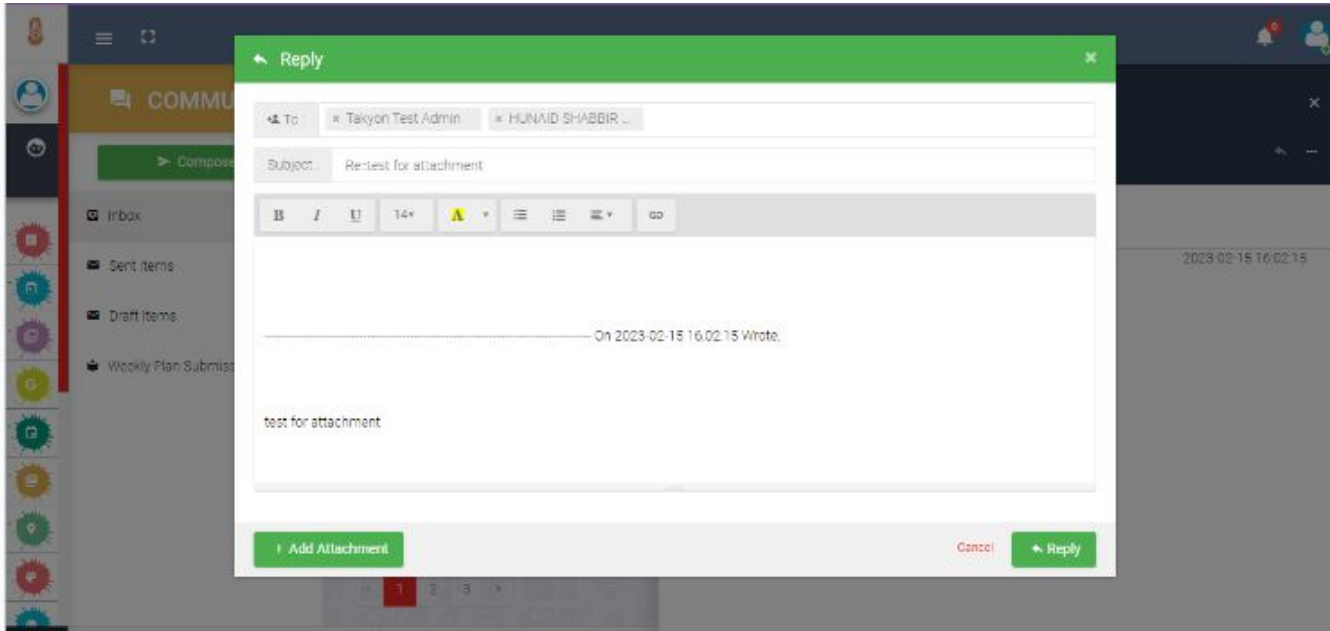 Reply
COMMU
To : × Takyon Test Admin × HUNAID SHABBIR ...
Compose
Subject : Re:test for attachment
Inbox
B I U 14 A
Sent Items
2023-02-15 16:02:15
Draft Items
On 2023-02-15 16:02:15 Wrote:
Weekly Plan Submiss
test for attachment
+ Add Attachment
Cancel
Reply
1 2 3 >